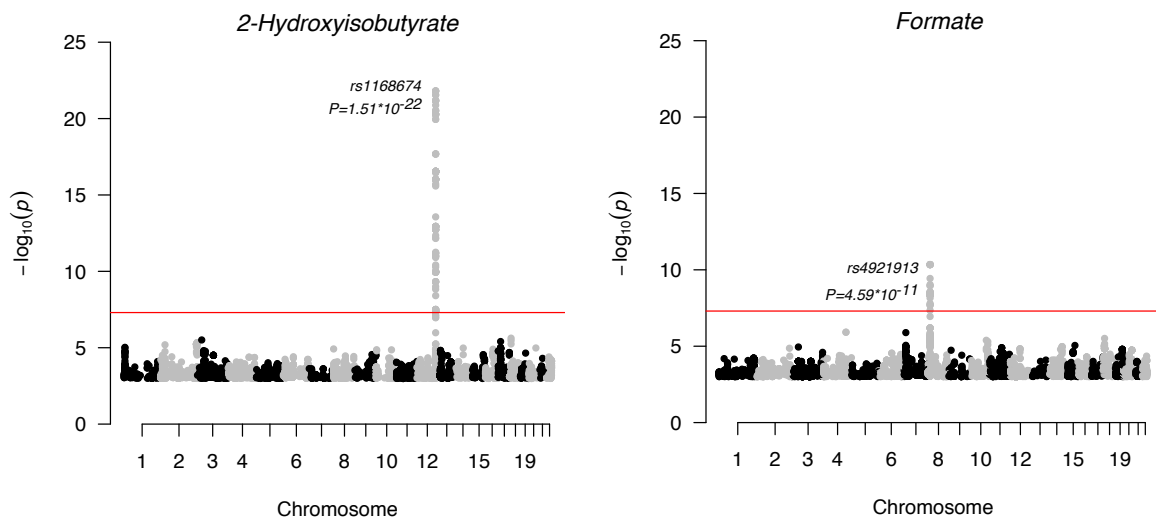 2-Hydroxyisobutyrate
25
20
15
10
5
0
−log10(p)
rs1168674
P=1.51*10-22
1 2 3 4 6 8 10 12 15 19
Chromosome
Formate
25
20
15
10
5
0
−log10(p)
rs4921913
P=4.59*10-11
1 2 3 4 6 8 10 12 15 19
Chromosome